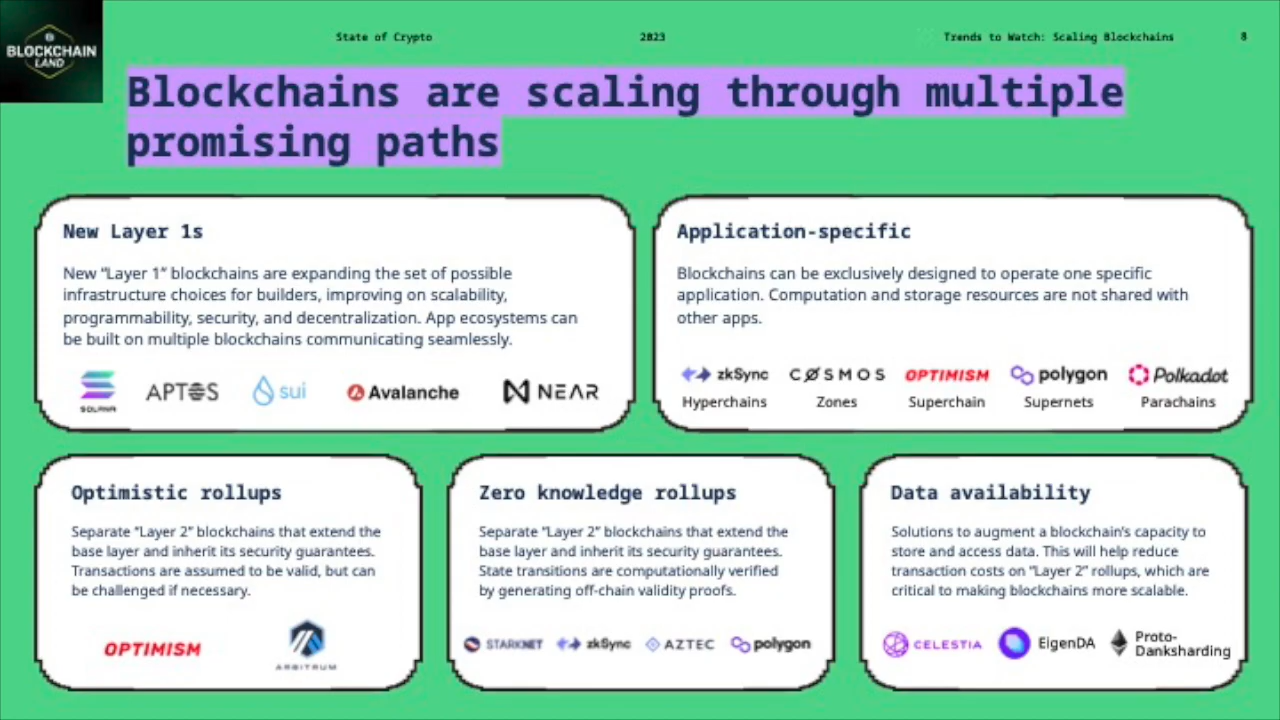 BLOCKCHAIN
LAND
State of Crypto
2023
Trends to Watch: Scaling Blockchains
8
Blockchains are scaling through multiple
promising paths
New Layer 1s
New “Layer 1” blockchains are expanding the set of possible
infrastructure choices for builders, improving on scalability,
programmability, security, and decentralization. App ecosystems can
be built on multiple blockchains communicating seamlessly.
SOLANA
APTOS
sui
Avalanche
NEAR
Application-specific
Blockchains can be exclusively designed to operate one specific
application. Computation and storage resources are not shared with
other apps.
zkSync
Hyperchains
COSMOS
Zones
OPTIMISM
Superchain
polygon
Supernets
Polkadot
Parachains
Optimistic rollups
Separate “Layer 2” blockchains that extend the
base layer and inherit its security guarantees.
Transactions are assumed to be valid, but can
be challenged if necessary.
OPTIMISM
ARBITRUM
Zero knowledge rollups
Separate “Layer 2” blockchains that extend the
base layer and inherit its security guarantees.
State transitions are computationally verified
by generating off-chain validity proofs.
STARKNET
zkSync
AZTEC
polygon
Data availability
Solutions to augment a blockchain’s capacity to
store and access data. This will help reduce
transaction costs on “Layer 2” rollups, which are
critical to making blockchains more scalable.
CELESTIA
EigenDA
Proto-
Danksharding